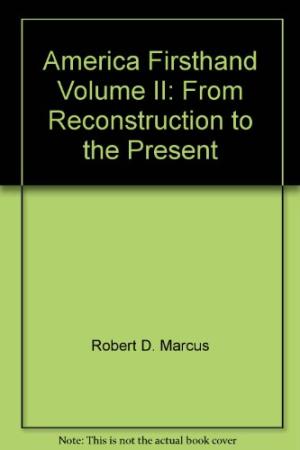 America Firsthand
Volume II: From
Reconstruction to
the Present
Robert D. Marcus
Note: This is not the actual book cover